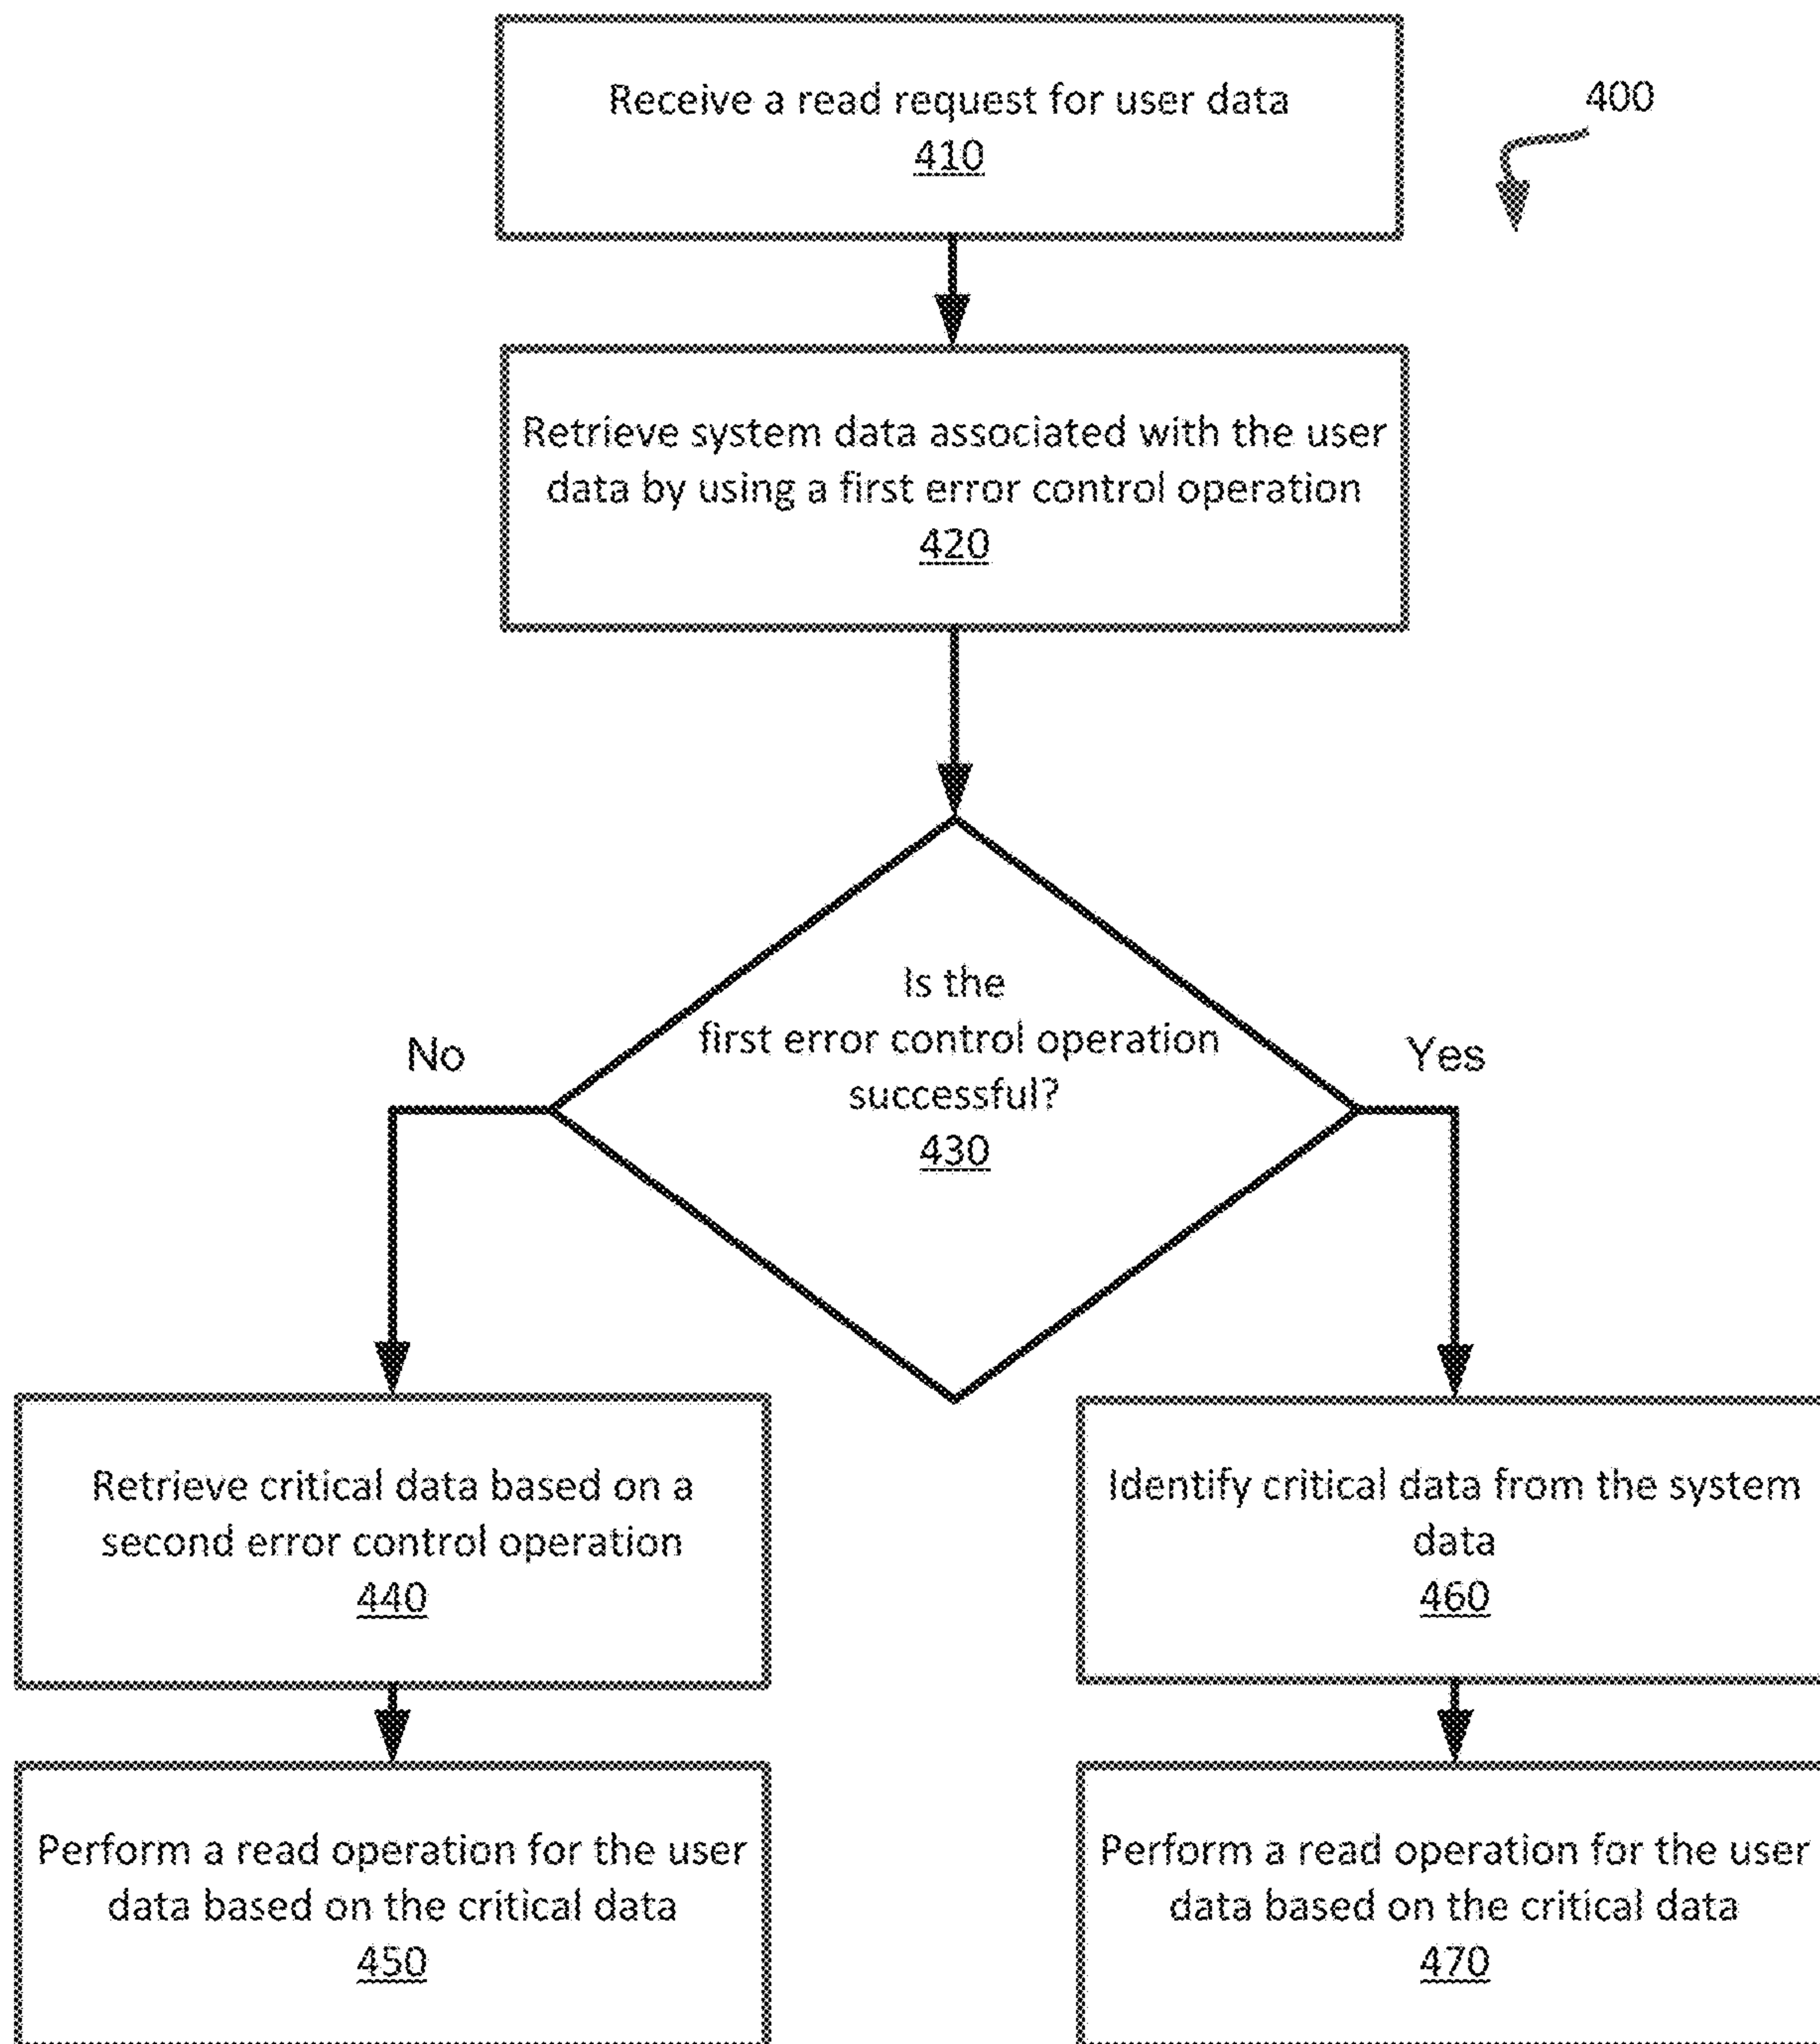 Receive a read request for user data
410
400
Retrieve system data associated with the user
data by using a first error control operation
420
Is the
first error control operation
successful?
430
No
Yes
Retrieve critical data based on a
second error control operation
440
Identify critical data from the system
data
460
Perform a read operation for the user
data based on the critical data
450
Perform a read operation for the user
data based on the critical data
470